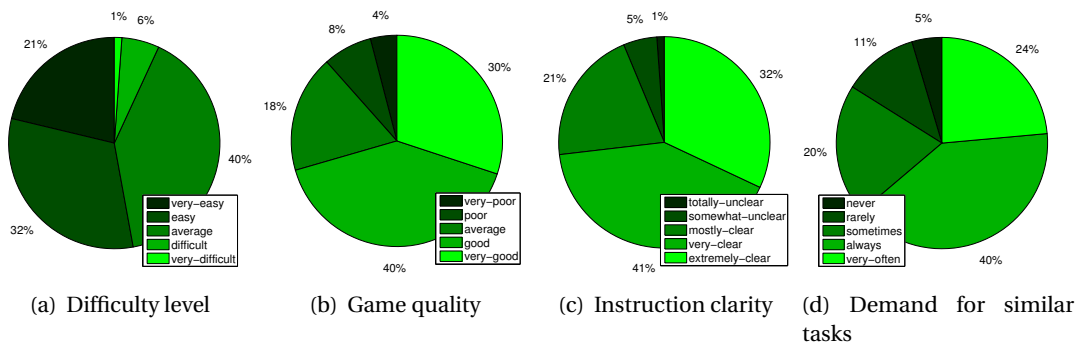 1%
6%
21%
40%
32%
very-easy
easy
average
difficult
very-difficult
(a) Difficulty level
4%
8%
30%
18%
40%
very-poor
poor
average
good
very-good
(b) Game quality
5%
1%
21%
32%
41%
totally-unclear
somewhat-unclear
mostly-clear
very-clear
extremely-clear
(c) Instruction clarity
5%
11%
24%
20%
40%
never
rarely
sometimes
always
very-often
(d) Demand for similar
tasks